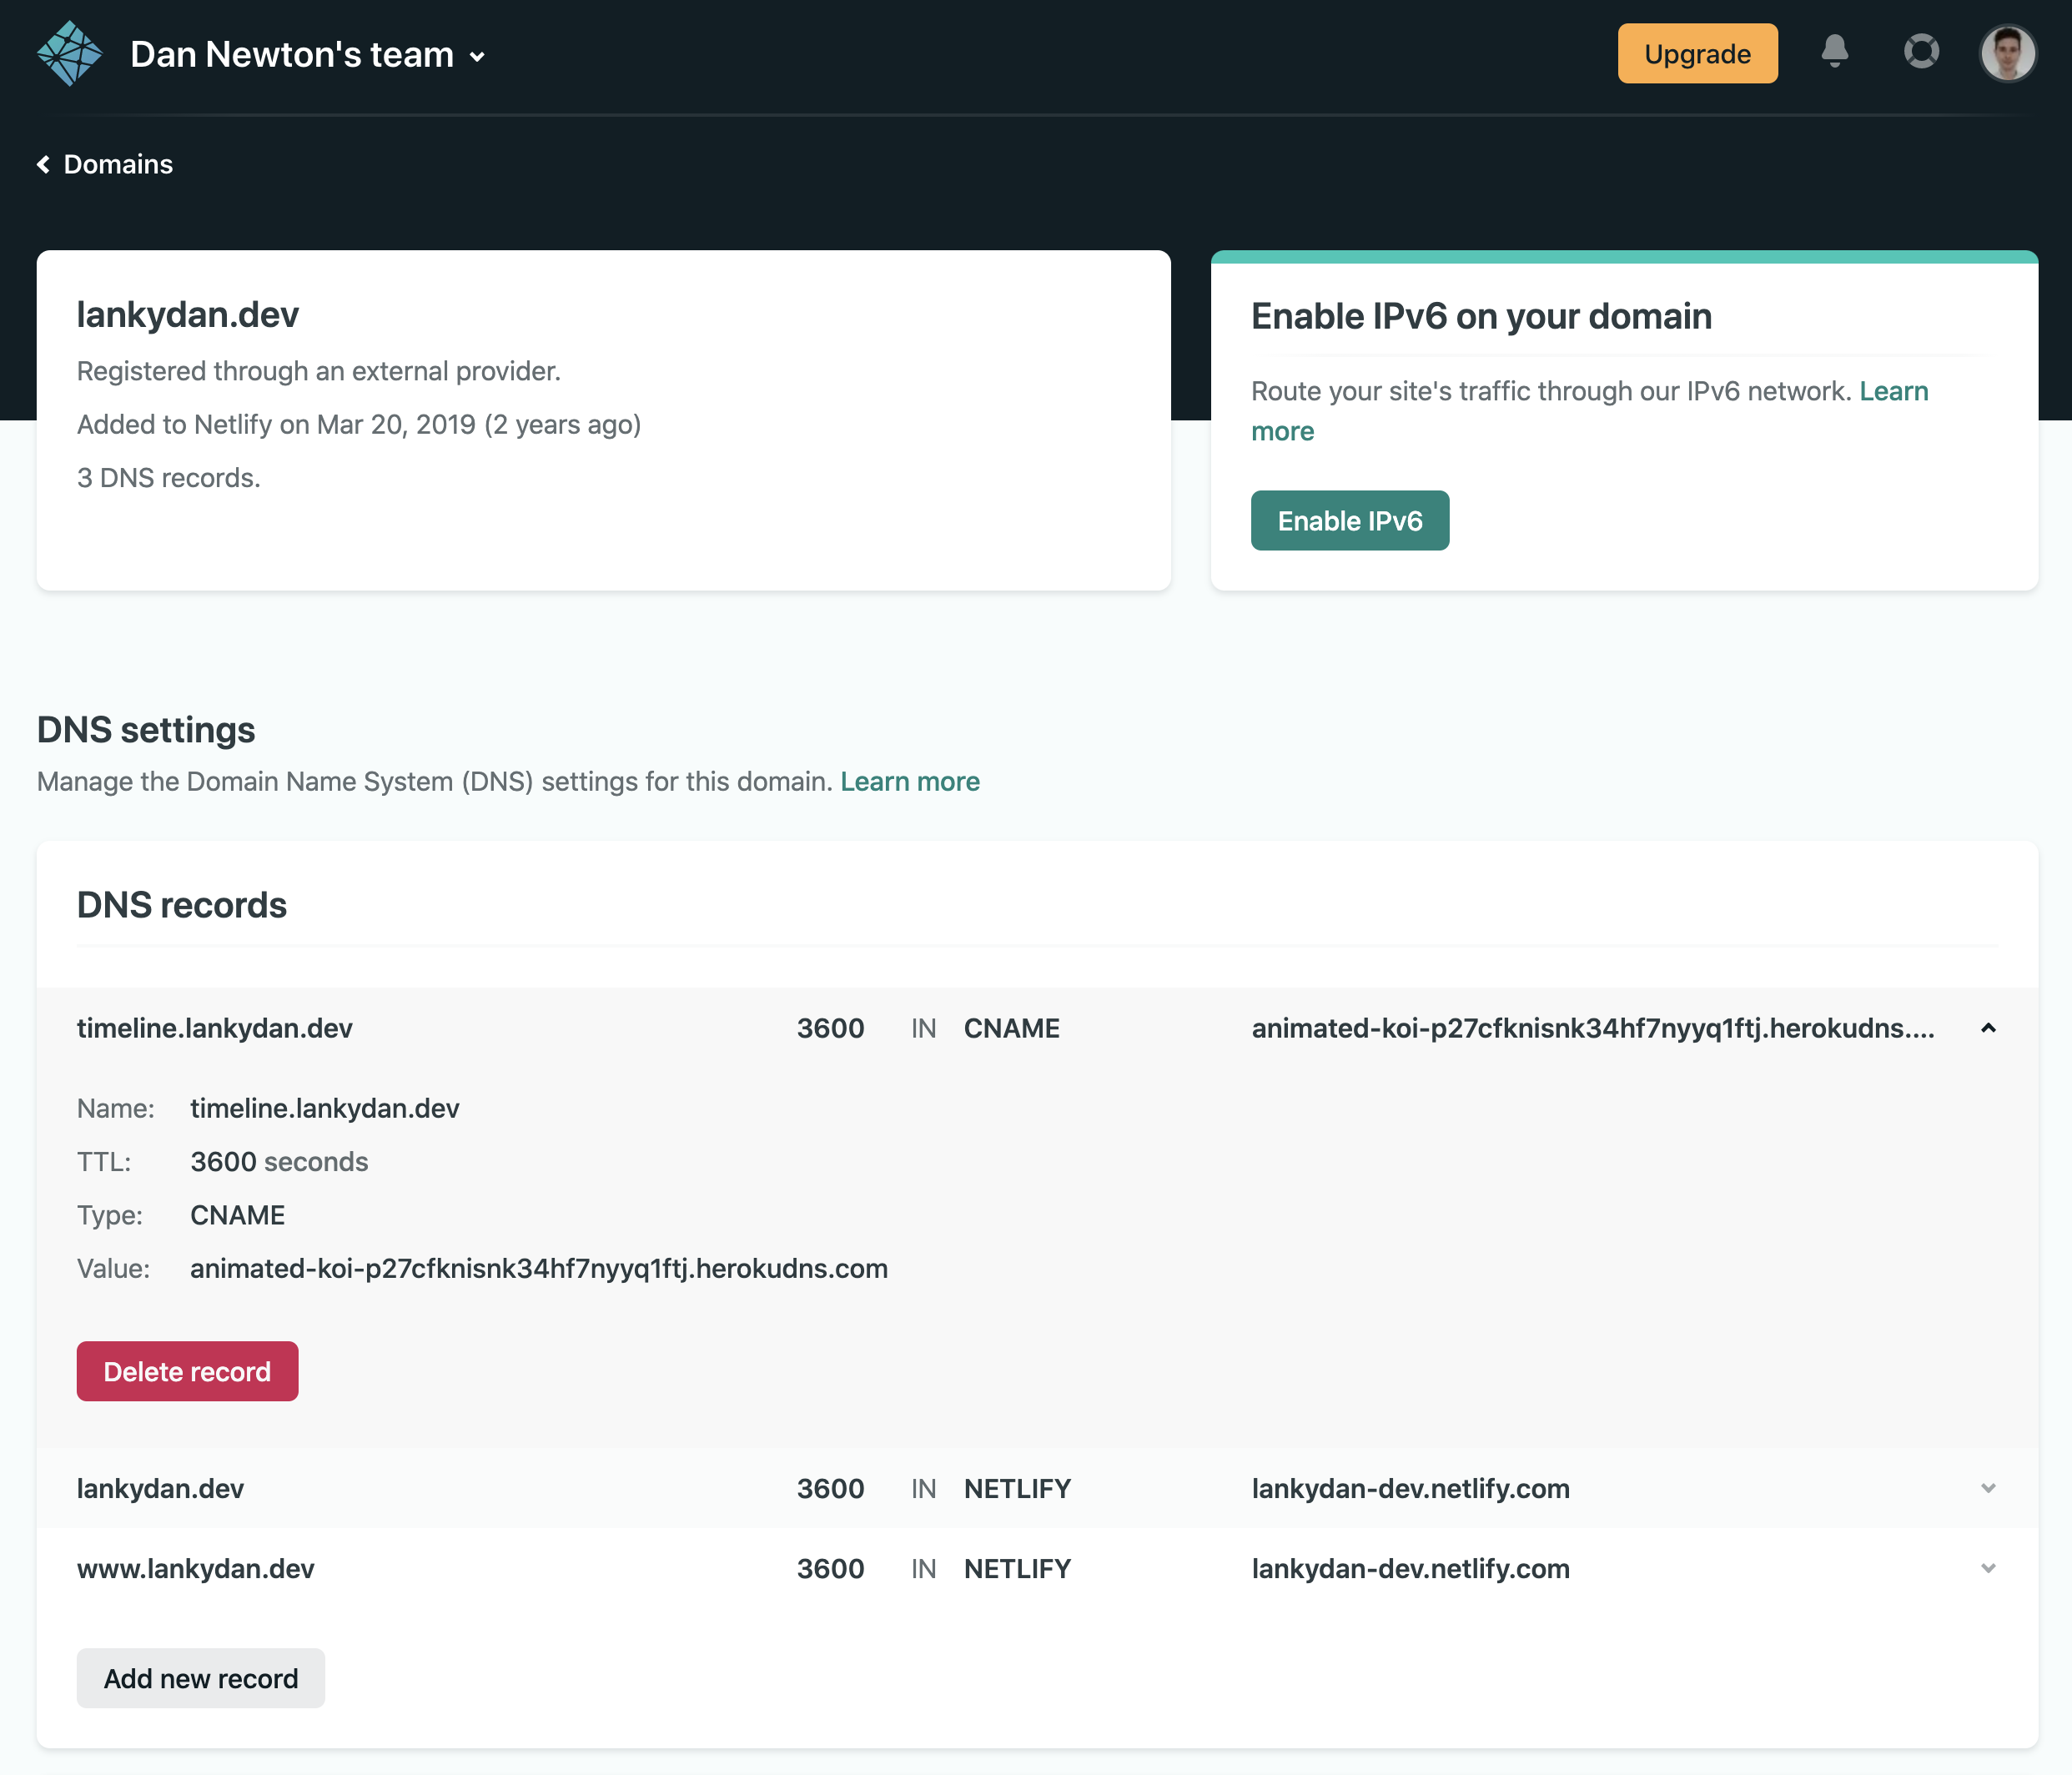 Dan Newton's team
Upgrade
Domains
lankydan.dev
Registered through an external provider.
Added to Netlify on Mar 20, 2019 (2 years ago)
3 DNS records.
Enable IPv6 on your domain
Route your site's traffic through our IPv6 network. Learn
more
Enable IPv6
DNS settings
Manage the Domain Name System (DNS) settings for this domain. Learn more
DNS records
timeline.lankydan.dev 3600 IN CNAME animated-koi-p27cfknisnk34hf7nyyq1ftj.herokudns....
Name: timeline.lankydan.dev
TTL: 3600 seconds
Type: CNAME
Value: animated-koi-p27cfknisnk34hf7nyyq1ftj.herokudns.com
Delete record
lankydan.dev 3600 IN NETLIFY lankydan-dev.netlify.com
www.lankydan.dev 3600 IN NETLIFY lankydan-dev.netlify.com
Add new record